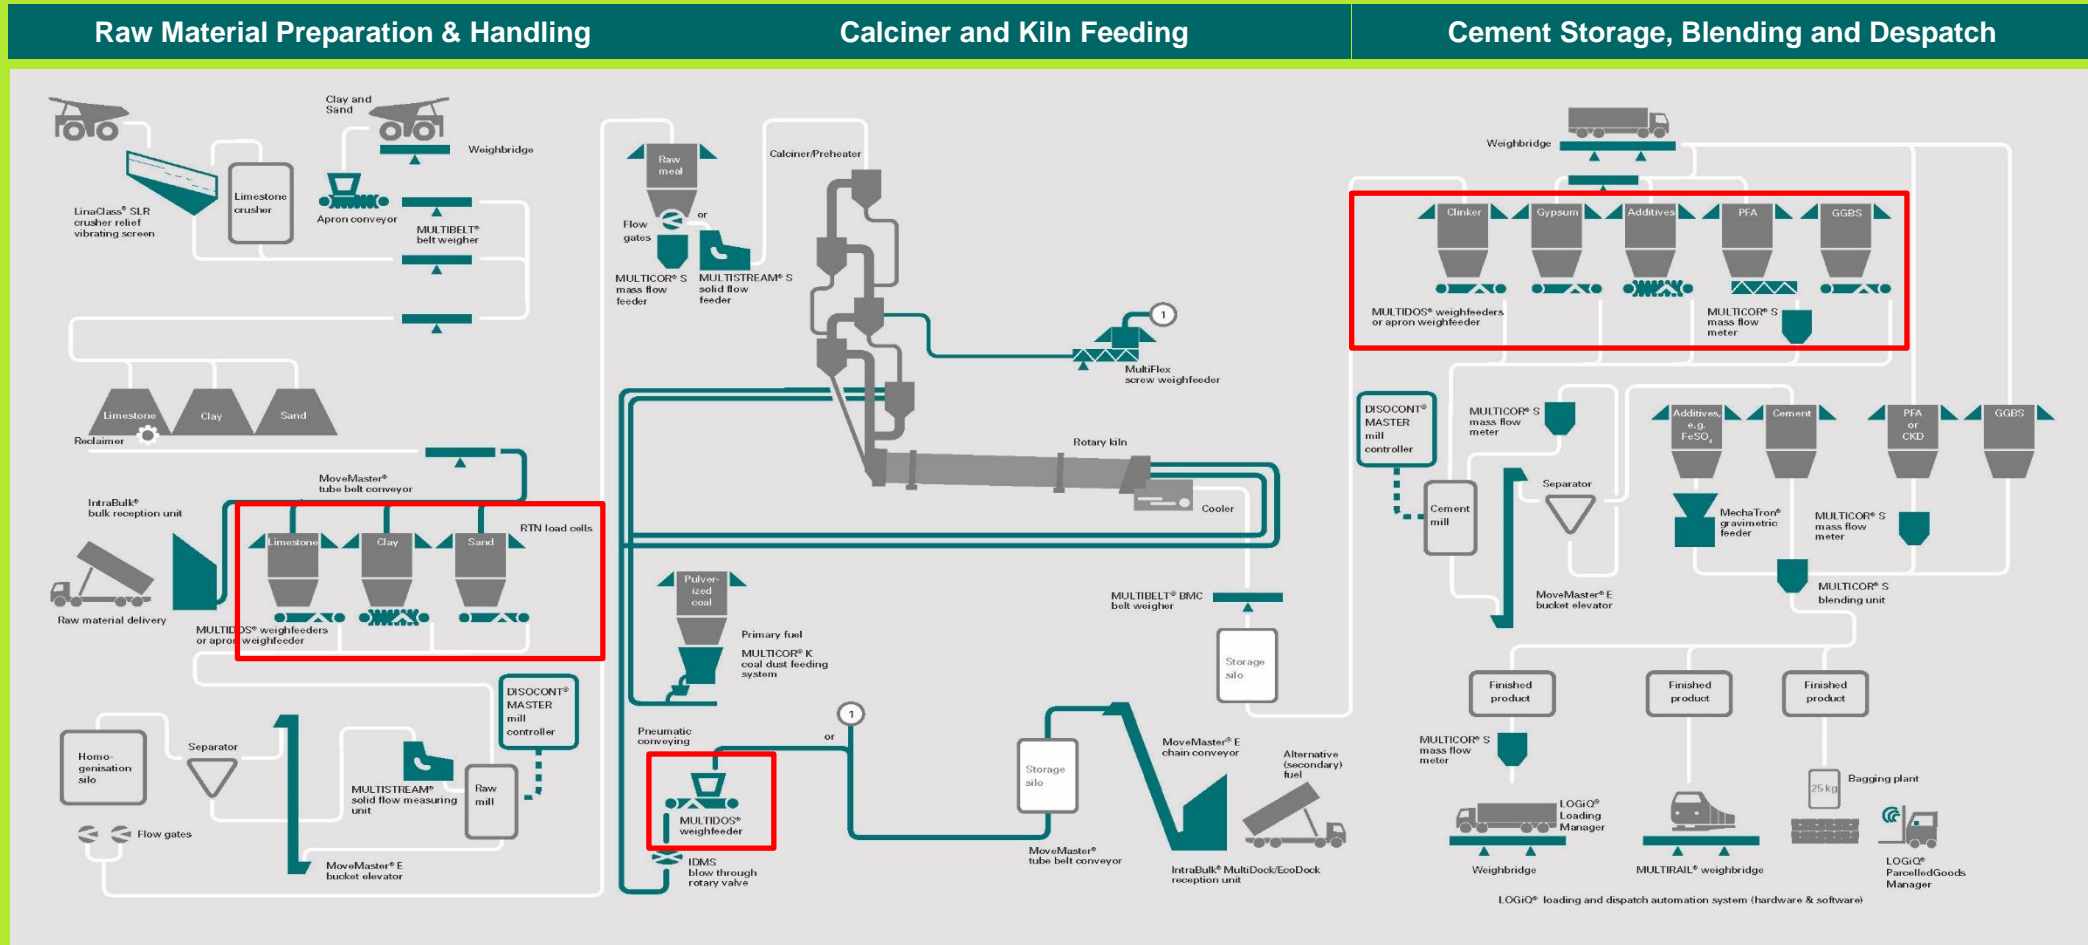 Raw Material Preparation & Handling
Calciner and Kiln Feeding
Cement Storage, Blending and Despatch
Clay and
Sand
Weighbridge
Limestone
crusher
LinaClass® SLR
crusher relief
vibrating screen
Apron conveyor
MULTIBELT®
belt weigher
Limestone
Clay
Sand
Reclaimer
MoveMaster®
tube belt conveyor
IntraBulk®
bulk reception unit
RTN load cells
Limestone
Clay
Sand
Raw material delivery
MULTIDOS® weighfeeders
or apron weighfeeder
DISOCONT®
MASTER
mill
controller
Homo-
genisation
silo
Separator
MULTISTREAM®
solid flow measuring
unit
Raw
mill
Flow gates
MoveMaster® E
bucket elevator
Raw
meal
or
Flow
gates
MULTICOR® S
mass flow
feeder
MULTISTREAM® S
solid flow
feeder
Calciner/Preheater
1
MultiFlex
screw weighfeeder
Rotary kiln
Cooler
Pulver-
ized
coal
Primary fuel
MULTICOR® K
coal dust feeding
system
MULTIBELT® BMC
belt weigher
Storage
silo
Pneumatic
conveying
or
1
MULTIDOS®
weighfeeder
IDMS
blow through
rotary valve
Storage
silo
MoveMaster®
tube belt conveyor
MoveMaster® E
chain conveyor
Alternative
(secondary)
fuel
IntraBulk® MultiDock/EcoDock
reception unit
Weighbridge
Clinker
Gypsum
Additives
PFA
GGBS
MULTIDOS® weighfeeders
or apron weighfeeder
MULTICOR® S
mass flow
meter
DISOCONT®
MASTER
mill
controller
MULTICOR® S
mass flow
meter
Additives,
e.g.
FeSO4
Cement
PFA
or
CKD
GGBS
Cement
mill
Separator
MechaTron®
gravimetric
feeder
MULTICOR® S
mass flow
meter
MoveMaster® E
bucket elevator
MULTICOR® S
blending unit
Finished
product
Finished
product
Finished
product
MULTICOR® S
mass flow
meter
LOGiQ®
Loading
Manager
Weighbridge
MULTIRAIL® weighbridge
25 kg
Bagging plant
LOGiQ®
ParcelledGoods
Manager
LOGiQ® loading and dispatch automation system (hardware & software)